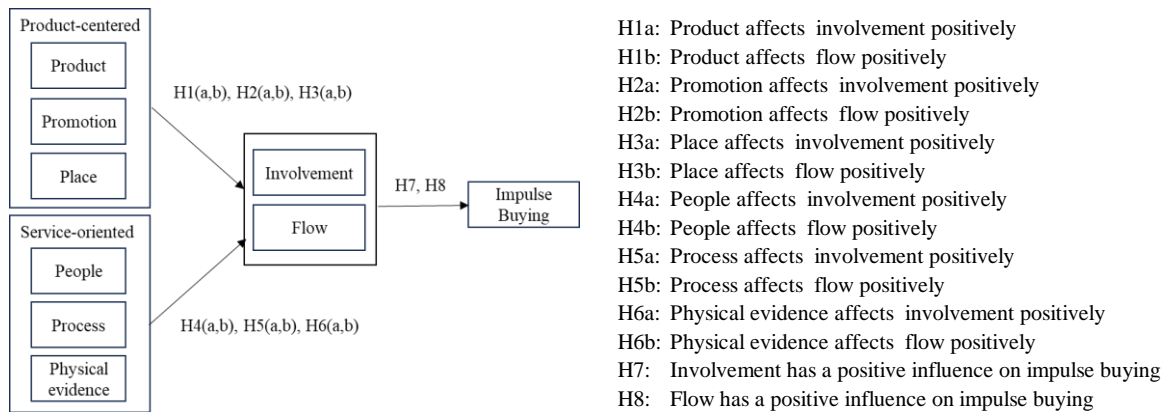 Product-centered
Product
Promotion
Place
Service-oriented
People
Process
Physical
evidence
H1(a,b), H2(a,b), H3(a,b)
H4(a,b), H5(a,b), H6(a,b)
Involvement
Flow
H7, H8
Impulse
Buying
H1a: Product affects involvement positively
H1b: Product affects flow positively
H2a: Promotion affects involvement positively
H2b: Promotion affects flow positively
H3a: Place affects involvement positively
H3b: Place affects flow positively
H4a: People affects involvement positively
H4b: People affects flow positively
H5a: Process affects involvement positively
H5b: Process affects flow positively
H6a: Physical evidence affects involvement positively
H6b: Physical evidence affects flow positively
H7: Involvement has a positive influence on impulse buying
H8: Flow has a positive influence on impulse buying